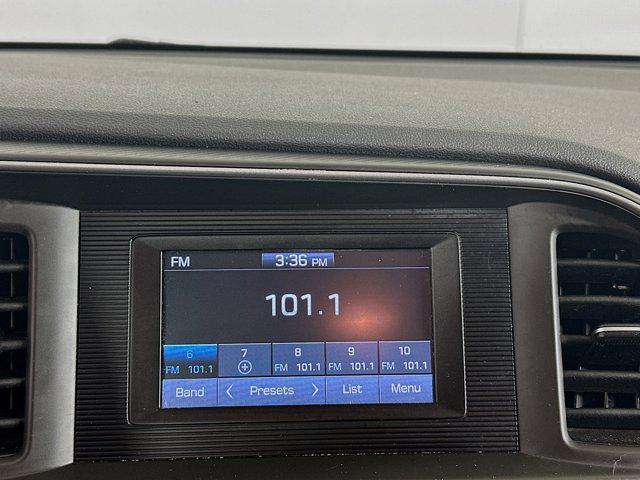 FM 3:36 PM
101.1
6 7 8 9 10
FM 101.1 FM 101.1 FM 101.1 FM 101.1
Band < Presets > List Menu